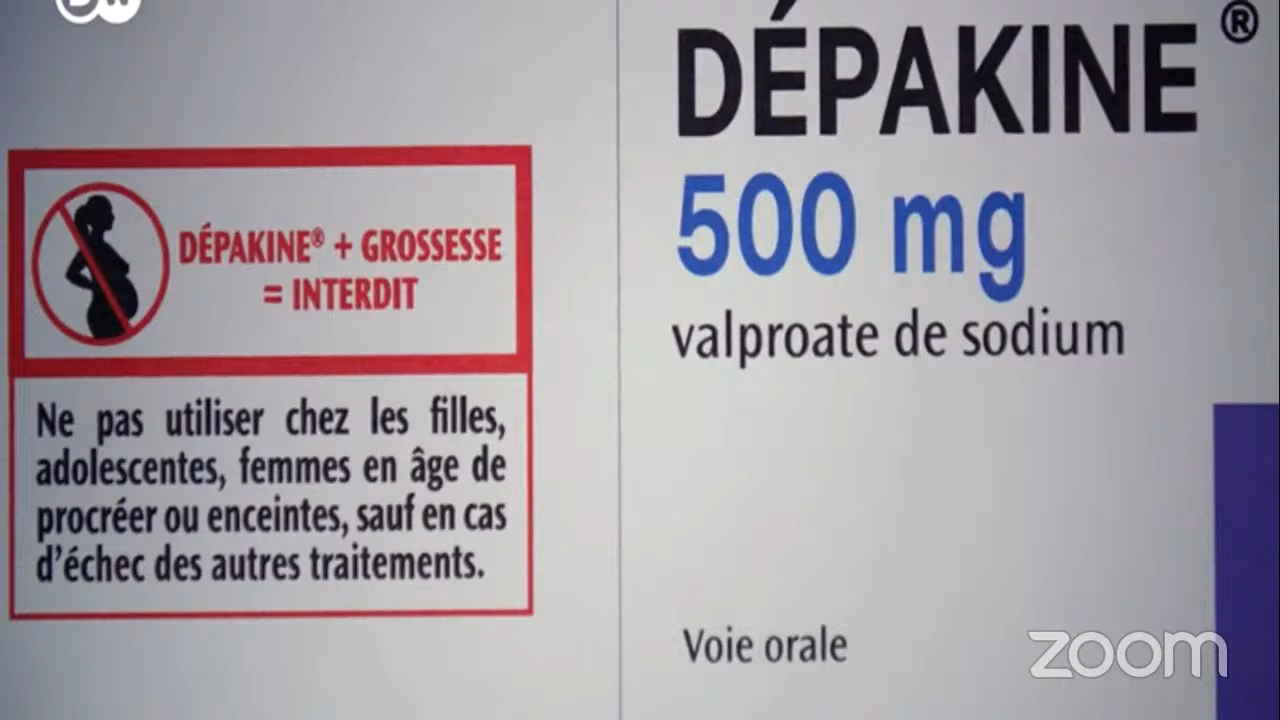 DÉPAKINE® + GROSSESSE
= INTERDIT
Ne pas utiliser chez les filles,
adolescentes, femmes en âge de
procréer ou enceintes, sauf en cas
d'échec des autres traitements.
DÉPAKINE®
500 mg
valproate de sodium
Voie orale
zoom